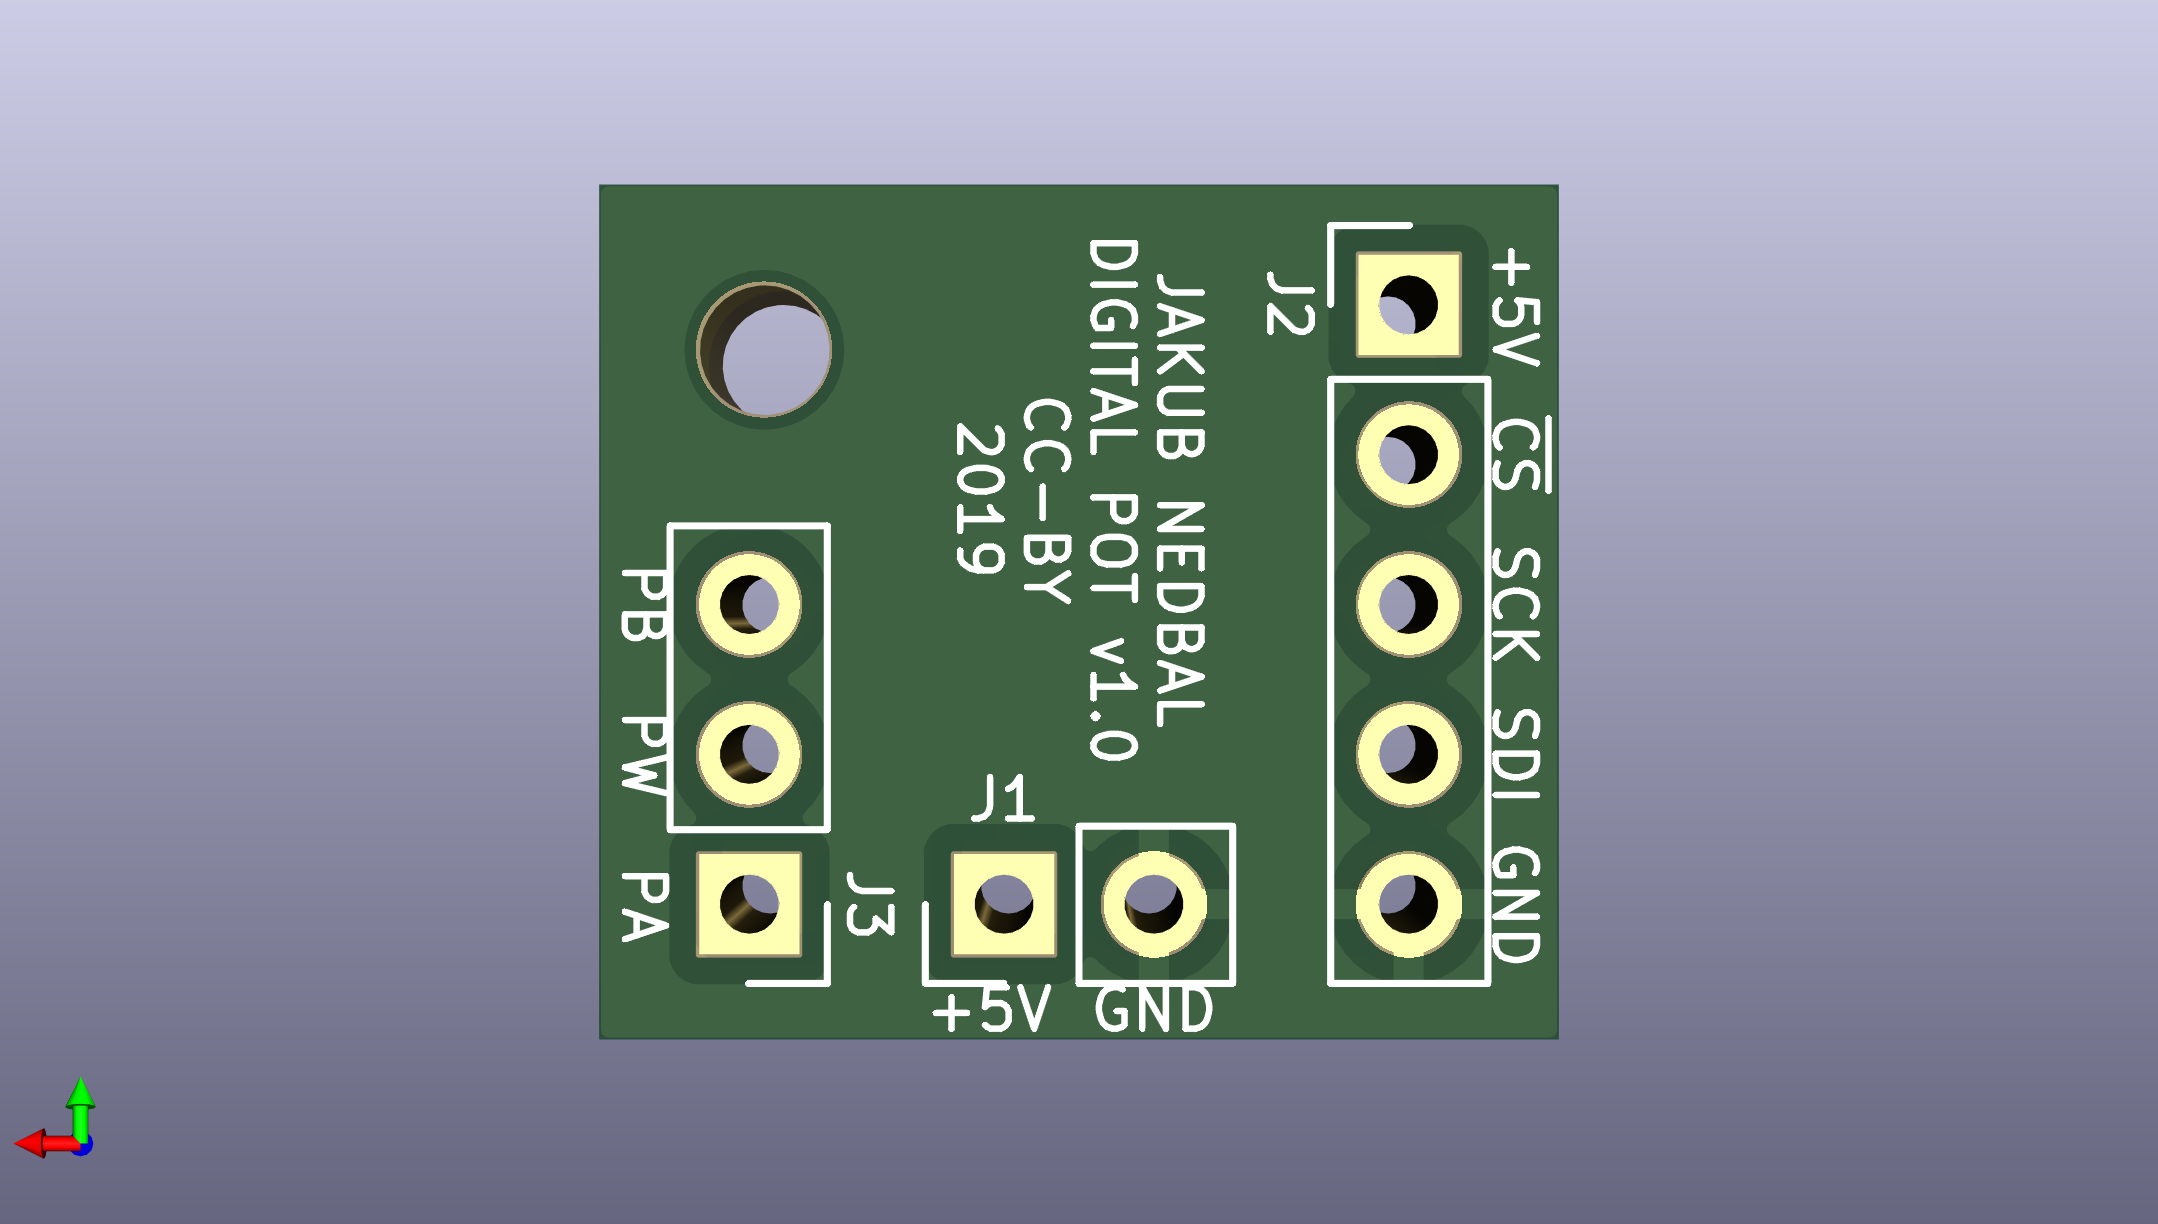 JAKUB NEDBAL
DIGITAL POT v1.0
CC-BY
2019
J2
+5V
CS
SCK
SDI
GND
PB
PW
PA
J3
J1
+5V GND